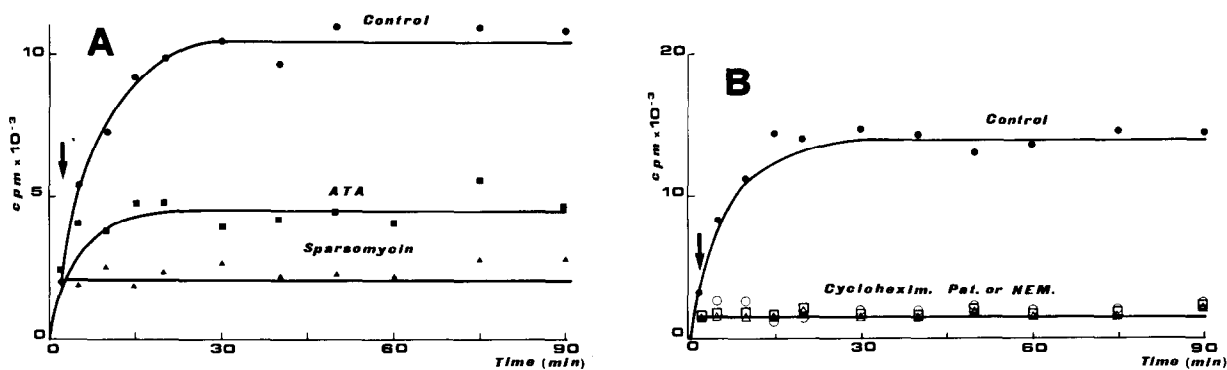 A
Control
10
5
0
cpm x 10⁻³
ATA
Sparsomycin
0
30
60
90
Time (min)
B
Control
20
10
0
cpm x 10⁻³
Cyclohexim. Pat. or NEM.
0
30
60
90
Time (min)